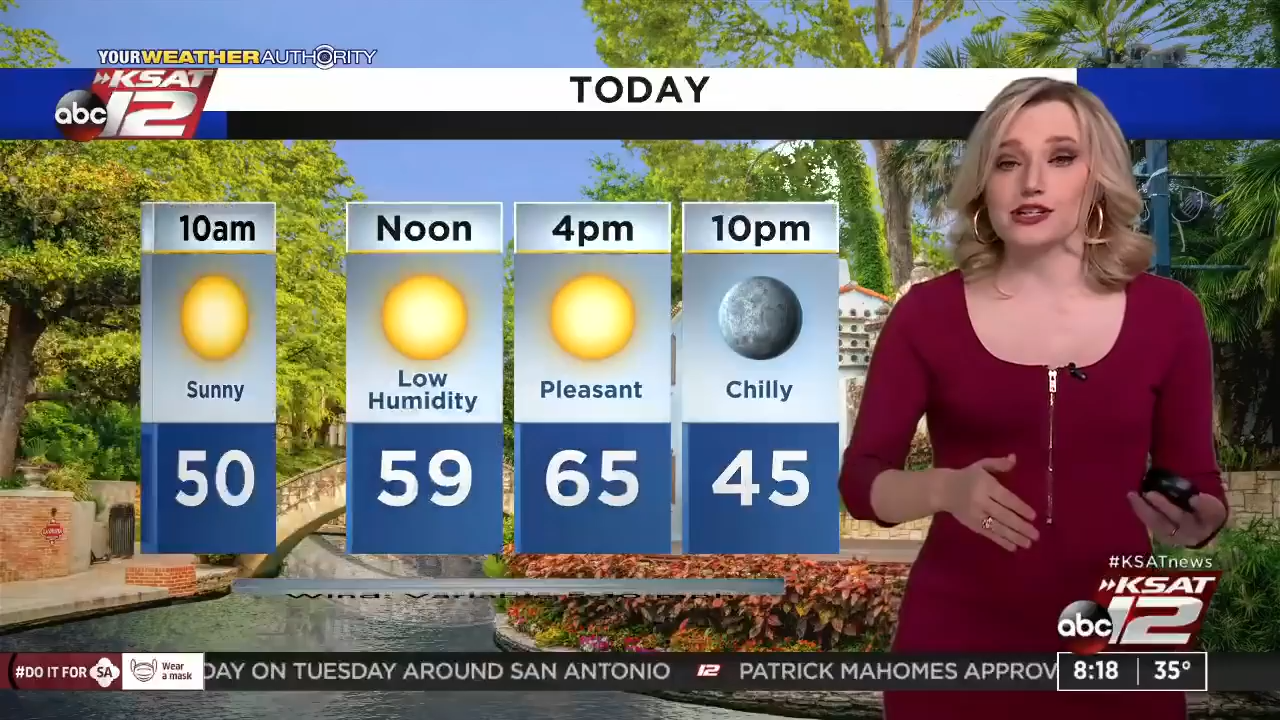 YOURWEATHERAUTHORITY
KSAT
abc 12
TODAY
10am
Noon
4pm
10pm
Sunny
Low
Humidity
Pleasant
Chilly
50
59
65
45
#KSATnews
KSAT
abc 12
#DO IT FOR SA
Wear
a mask
DAY ON TUESDAY AROUND SAN ANTONIO 12 PATRICK MAHOMES APPROV
8:18 35°